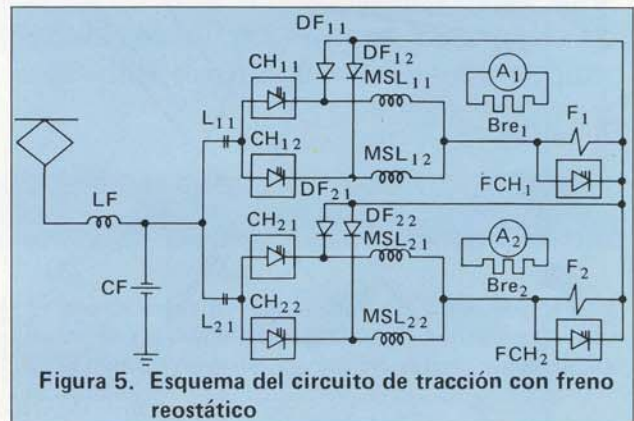 DF11
DF12
CH11
MSL11
A1
L11
Bre1
F1
CH12
MSL12
FCH1
DF21
LF
CH21
DF22
MSL21
A2
CF
Bre2
F2
CH22
L21
MSL22
FCH2
Figura 5. Esquema del circuito de tracción con freno
reostático